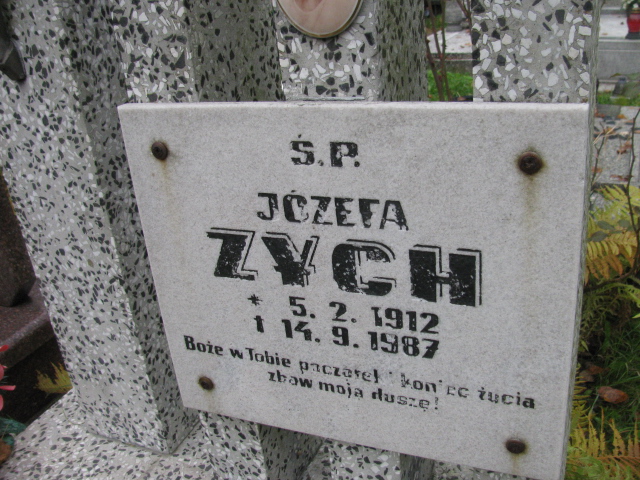 Ś.P.
JÓZEFA
ZYCH
* 5. 2. 1912
† 14. 9. 1987
Boże w Tobie początek i koniec życia
zbaw moją duszę!